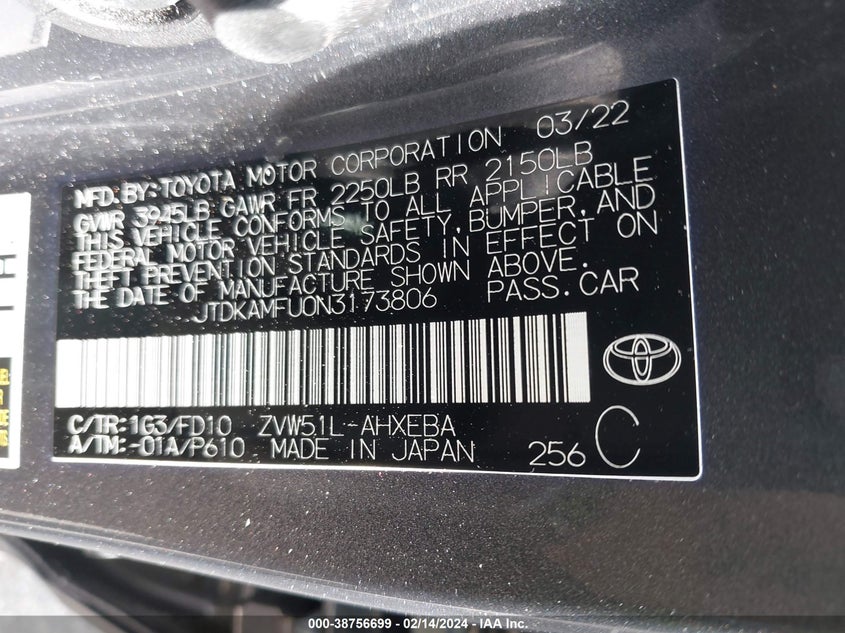 MFD.BY:TOYOTA MOTOR CORPORATION 03/22
GVWR 3945LB GAWR FR 2250LB RR 2150LB
THIS VEHICLE CONFORMS TO ALL APPLICABLE
FEDERAL MOTOR VEHICLE SAFETY,BUMPER,AND
THEFT PREVENTION STANDARDS IN EFFECT ON
THE DATE OF MANUFACTURE SHOWN ABOVE.
JTDKAMFU0N3173806 PASS.CAR
C/TR:1G3/FD10 ZVW51L-AHXEBA
A/TM:-01A/P610 MADE IN JAPAN 256 C
000-38756699 - 02/14/2024 - IAA Inc.